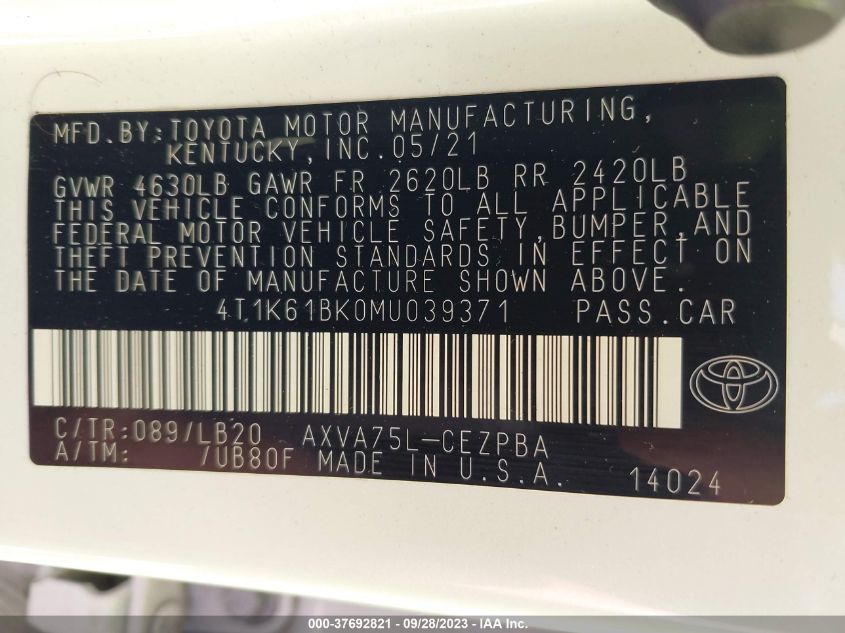 MFD. BY: TOYOTA MOTOR MANUFACTURING,
KENTUCKY, INC. 05/21
GVWR 4630LB GAWR FR 2620LB RR 2420LB
THIS VEHICLE CONFORMS TO ALL APPLICABLE
FEDERAL MOTOR VEHICLE SAFETY, BUMPER, AND
THEFT PREVENTION STANDARDS IN EFFECT ON
THE DATE OF MANUFACTURE SHOWN ABOVE.
4T1K61BK0MU039371 PASS. CAR
C/TR: 089/LB20 AXVA75L-CEZPBA
A/TM: /UB80F MADE IN U.S.A. 14024
000-37692821 - 09/28/2023 - IAA Inc.